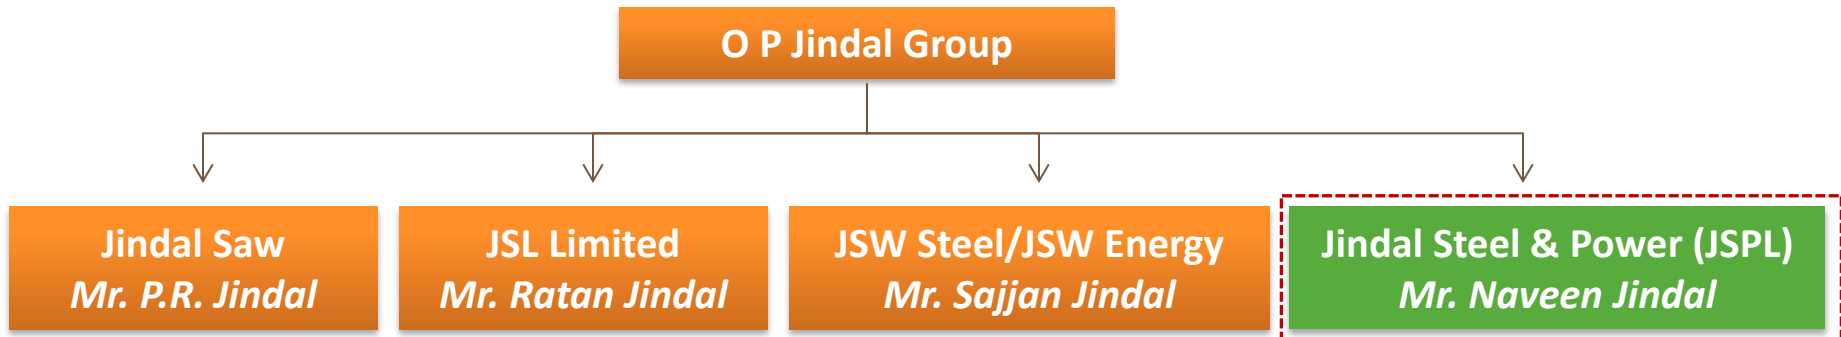 O P Jindal Group
Jindal Saw
Mr. P.R. Jindal
JSL Limited
Mr. Ratan Jindal
JSW Steel/JSW Energy
Mr. Sajjan Jindal
Jindal Steel & Power (JSPL)
Mr. Naveen Jindal